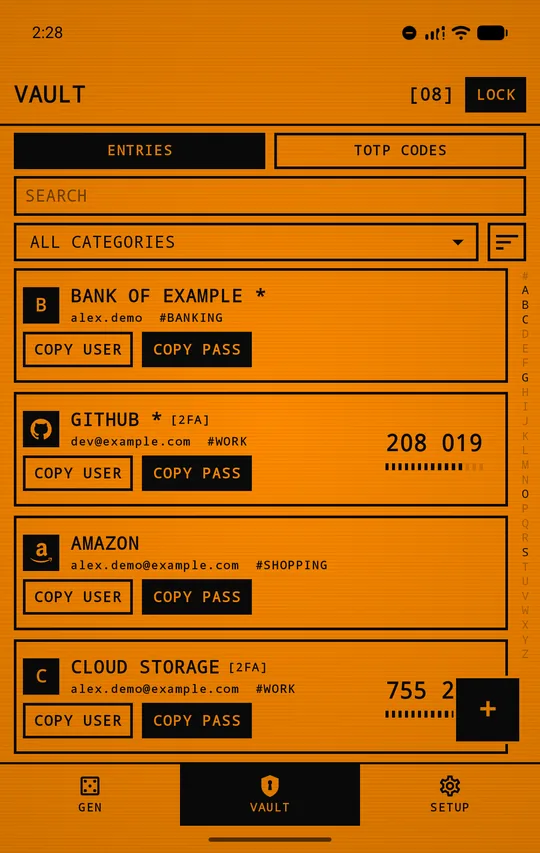 2:28
VAULT [08] LOCK
ENTRIES TOTP CODES
SEARCH
ALL CATEGORIES
B BANK OF EXAMPLE *
alex.demo #BANKING
COPY USER COPY PASS
GITHUB * [2FA]
dev@example.com #WORK
208 019
COPY USER COPY PASS
a AMAZON
alex.demo@example.com #SHOPPING
COPY USER COPY PASS
C CLOUD STORAGE [2FA]
alex.demo@example.com #WORK
755 2
COPY USER COPY PASS
+
#
A
B
C
D
E
F
G
H
I
J
K
L
M
N
O
P
Q
R
S
T
U
V
W
X
Y
Z
GEN VAULT SETUP